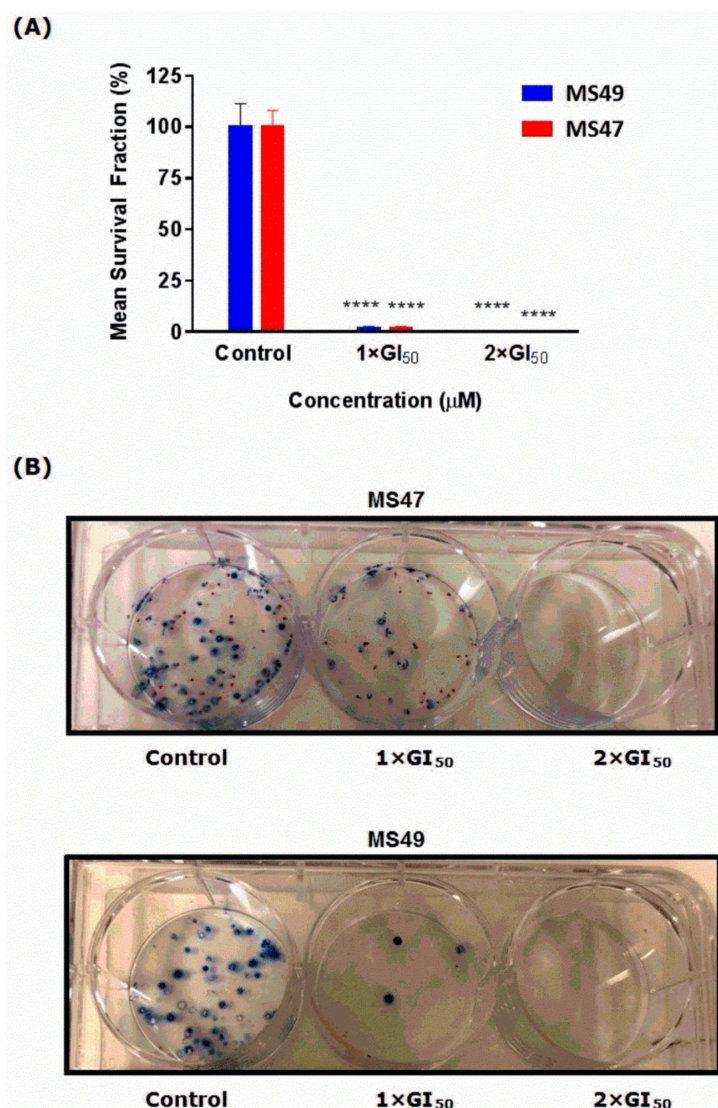 (A)
Mean Survival Fraction (%)
125
100
75
50
25
0
MS49
MS47
**** **** **** ****
Control 1×GI₅₀ 2×GI₅₀
Concentration (µM)
(B)
MS47
Control 1×GI₅₀ 2×GI₅₀
MS49
Control 1×GI₅₀ 2×GI₅₀